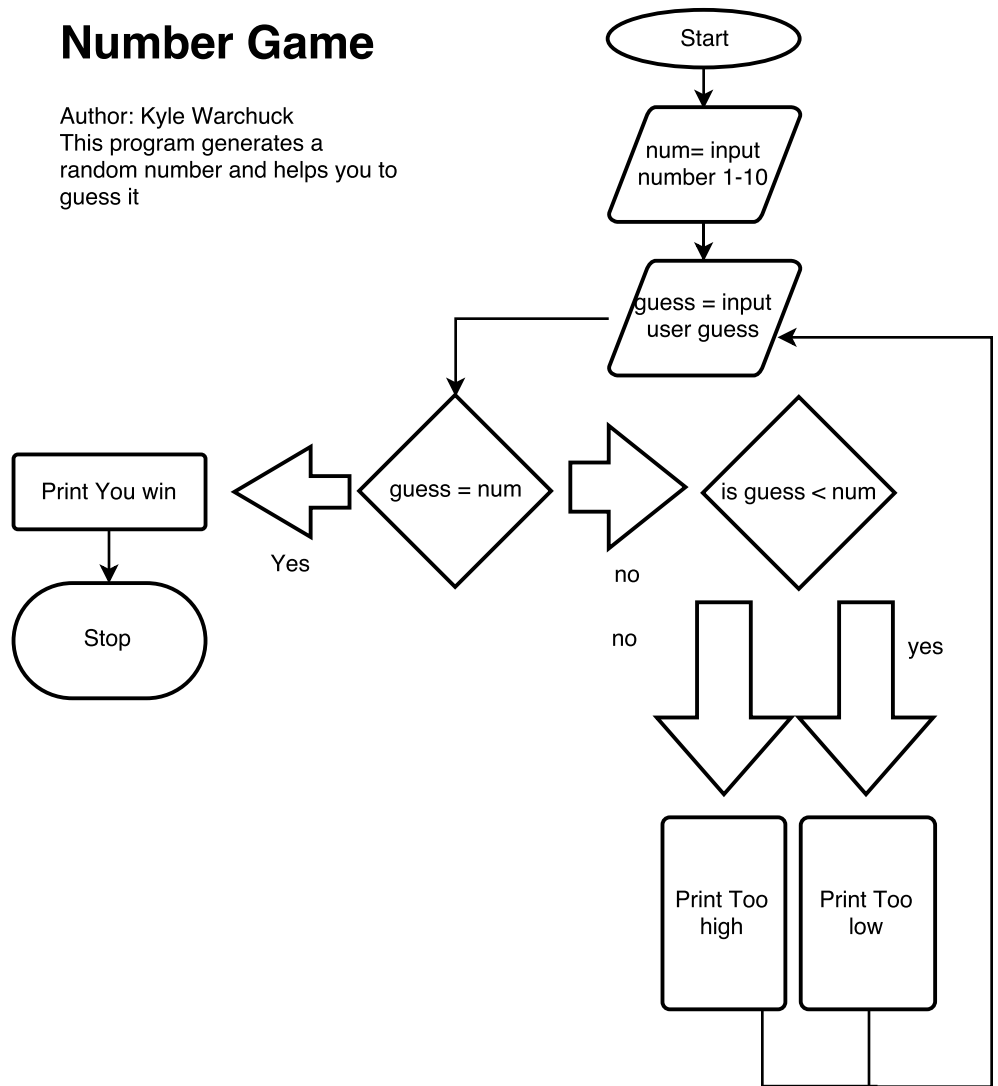 Number Game
Author: Kyle Warchuck
This program generates a
random number and helps you to
guess it
Start
num= input
number 1-10
guess = input
user guess
guess = num
Yes
Print You win
Stop
no
is guess < num
no
yes
Print Too
high
Print Too
low